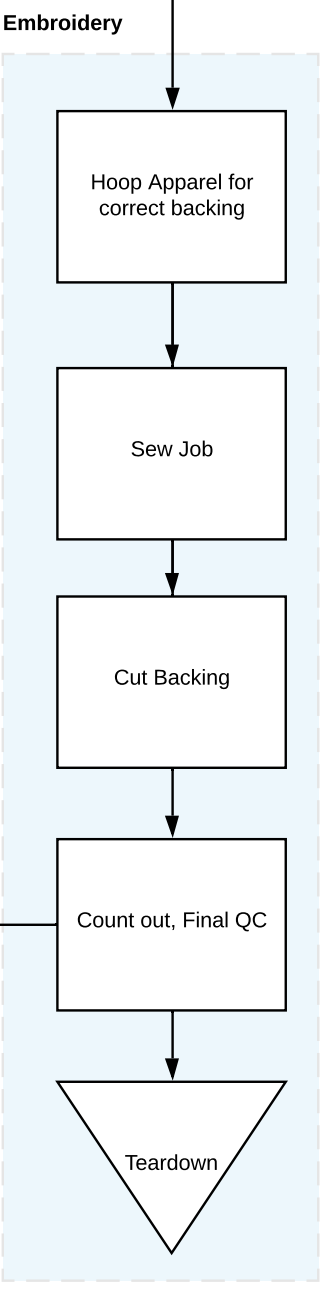 Embroidery
Hoop Apparel for
correct backing
Sew Job
Cut Backing
Count out, Final QC
Teardown